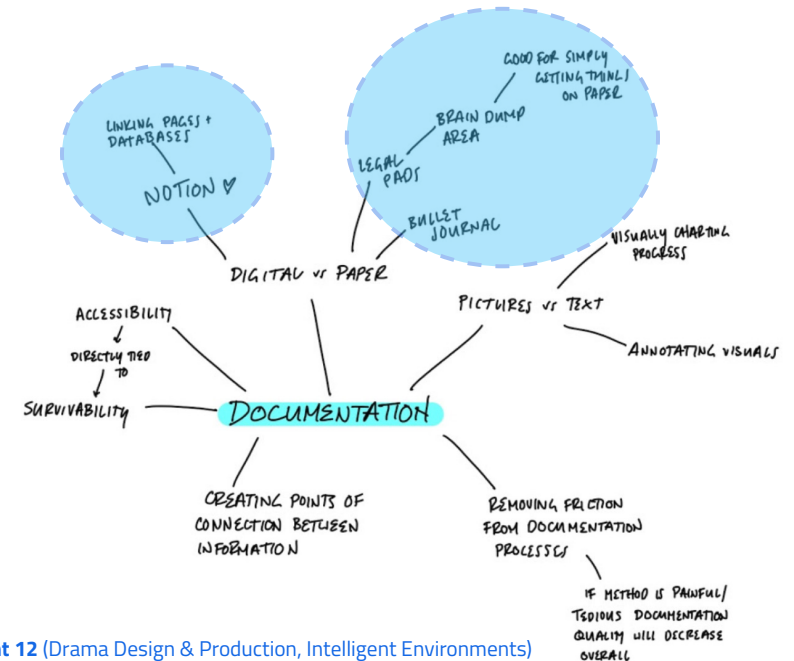 GOOD FOR SIMPLY
GETTING THINGS
ON PAPER
BRAIN DUMP
AREA
LEGAL
PADS
BULLET
JOURNAL
LINKING PAGES +
DATABASES
NOTION ♡
DIGITAL vs PAPER
VISUALLY CHARTING
PROGRESS
PICTURES vs TEXT
ANNOTATING VISUALS
ACCESSIBILITY
DIRECTLY TIED
TO
SURVIVABILITY
DOCUMENTATION
CREATING POINTS OF
CONNECTION BETWEEN
INFORMATION
REMOVING FRICTION
FROM DOCUMENTATION
PROCESSES
IF METHOD IS PAINFUL/
TEDIOUS DOCUMENTATION
QUALITY WILL DECREASE
OVERALL
12 (Drama Design & Production, Intelligent Environments)